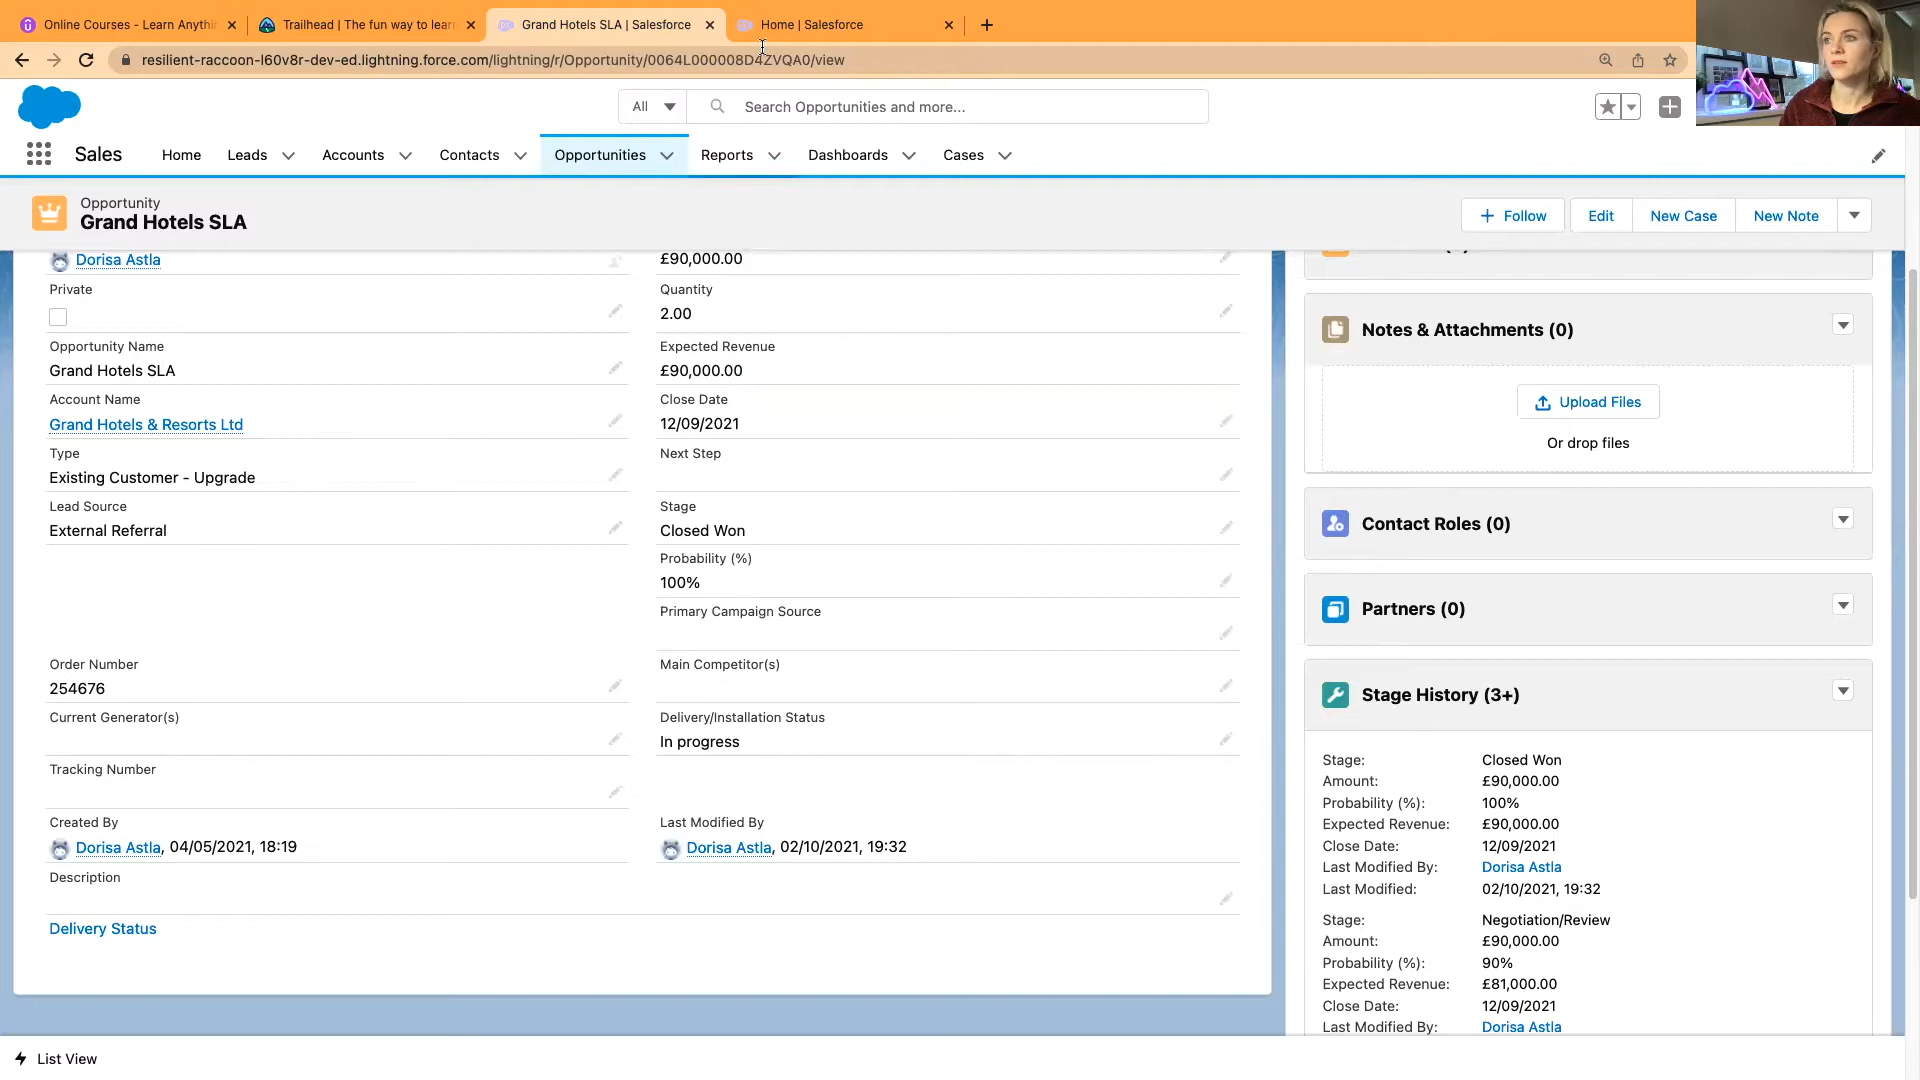 Online Courses - Learn Anythin
Trailhead | The fun way to lear
Grand Hotels SLA | Salesforce
Home | Salesforce
resilient-raccoon-l60v8r-dev-ed.lightning.force.com/lightning/r/Opportunity/0064L000008D4ZVQA0/view
All
Search Opportunities and more...
Sales
Home
Leads
Accounts
Contacts
Opportunities
Reports
Dashboards
Cases
Opportunity
Grand Hotels SLA
Follow
Edit
New Case
New Note
Dorisa Astla
£90,000.00
Private
Quantity
2.00
Opportunity Name
Grand Hotels SLA
Expected Revenue
£90,000.00
Account Name
Grand Hotels & Resorts Ltd
Close Date
12/09/2021
Type
Existing Customer - Upgrade
Next Step
Lead Source
External Referral
Stage
Closed Won
Probability (%)
100%
Primary Campaign Source
Order Number
254676
Main Competitor(s)
Current Generator(s)
Delivery/Installation Status
In progress
Tracking Number
Created By
Dorisa Astla, 04/05/2021, 18:19
Last Modified By
Dorisa Astla, 02/10/2021, 19:32
Description
Delivery Status
Notes & Attachments (0)
Upload Files
Or drop files
Contact Roles (0)
Partners (0)
Stage History (3+)
Stage: Closed Won
Amount: £90,000.00
Probability (%): 100%
Expected Revenue: £90,000.00
Close Date: 12/09/2021
Last Modified By: Dorisa Astla
Last Modified: 02/10/2021, 19:32
Stage: Negotiation/Review
Amount: £90,000.00
Probability (%): 90%
Expected Revenue: £81,000.00
Close Date: 12/09/2021
Last Modified By: Dorisa Astla
List View